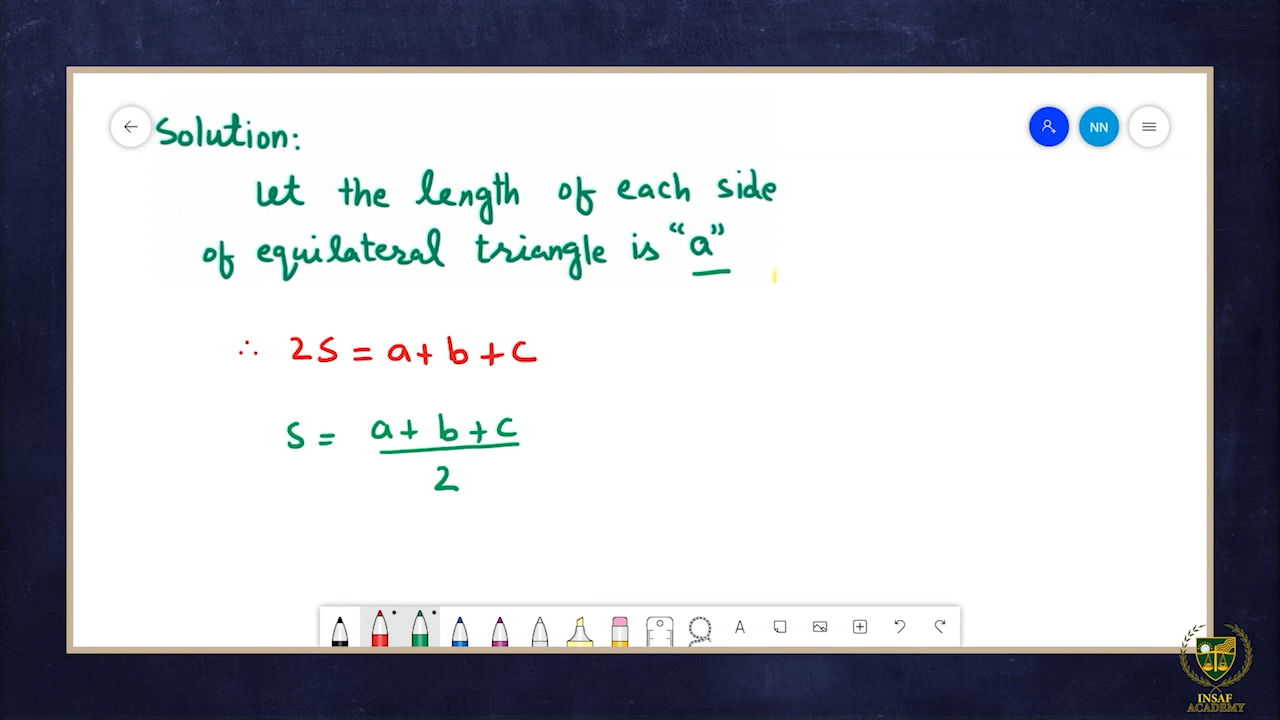 Solution:
NN
Let the length of each side
of equilateral triangle is “a”
∴ 2S = a + b + c
S = a + b + c
2
A
INSAF
ACADEMY